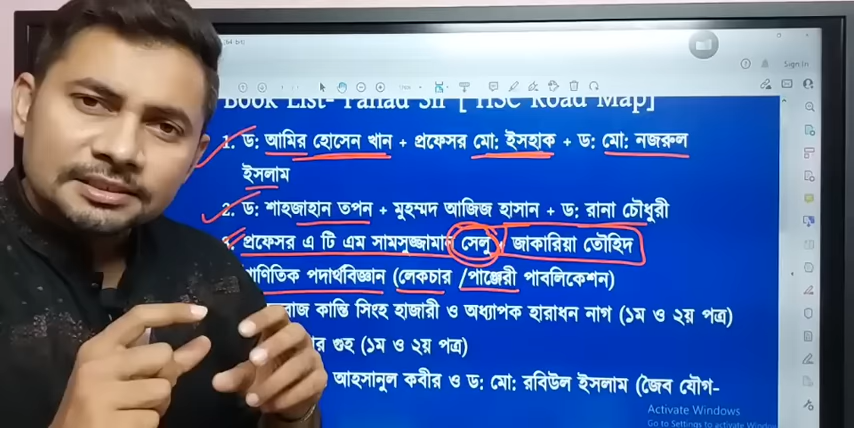 Sign In
Book List- Fahad Sir [ HSC Road Map]
1. ড: আমির হোসেন খান + প্রফেসর মো: ইসহাক + ড: মো: নজরুল
ইসলাম
2. ড: শাহজাহান তপন + মুহম্মদ আজিজ হাসান + ড: রানা চৌধুরী
প্রফেসর এ টি এম সামসুজ্জামান সেলু জাকারিয়া তৌহিদ
গাণিতিক পদার্থবিজ্ঞান (লেকচার /পাঞ্জেরী পাবলিকেশন)
কান্তি সিংহ হাজারী ও অধ্যাপক হারাধন নাগ (১ম ও ২য় পত্র)
গুহ (১ম ও ২য় পত্র)
আহসানুল কবীর ও ড: মো: রবিউল ইসলাম (জৈব যৌগ-
Activate Windows
Go to Settings to activate Windows